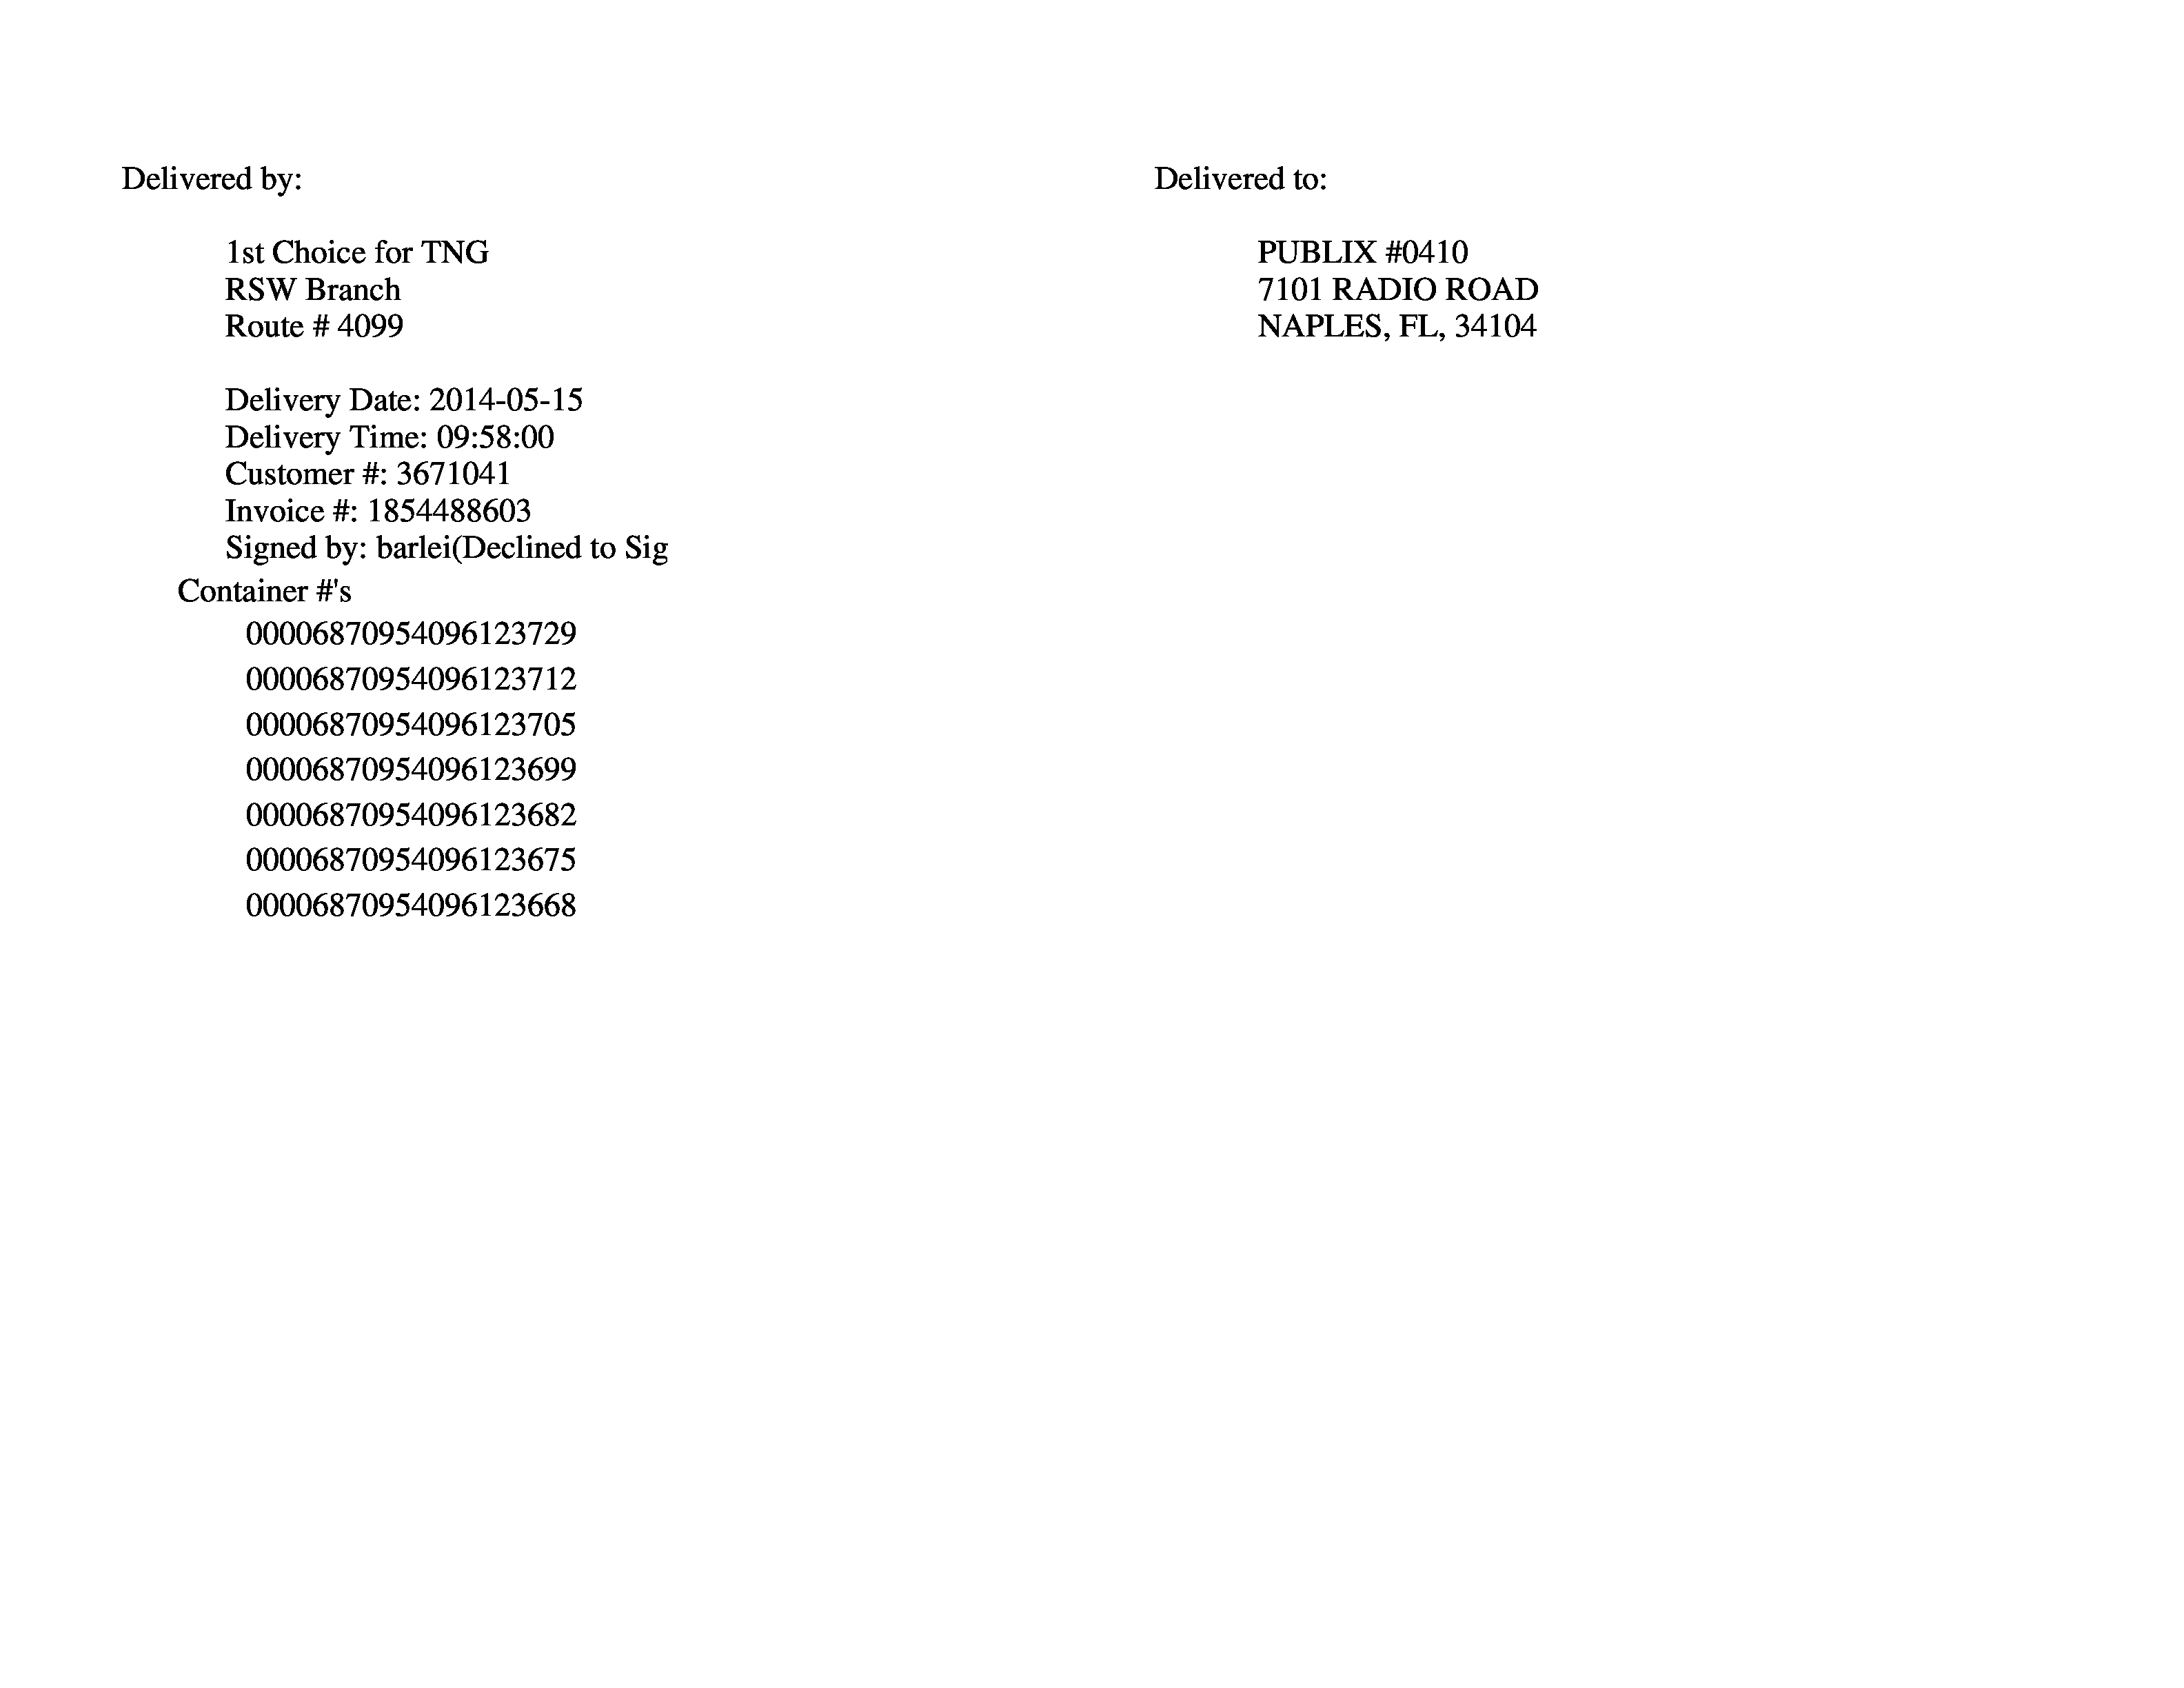 Delivered by:
1st Choice for TNG
RSW Branch
Route # 4099
Delivery Date: 2014-05-15
Delivery Time: 09:58:00
Customer #: 3671041
Invoice #: 1854488603
Signed by: barlei(Declined to Sig
Container #'s
00006870954096123729
00006870954096123712
00006870954096123705
00006870954096123699
00006870954096123682
00006870954096123675
00006870954096123668
Delivered to:
PUBLIX #0410
7101 RADIO ROAD
NAPLES, FL, 34104